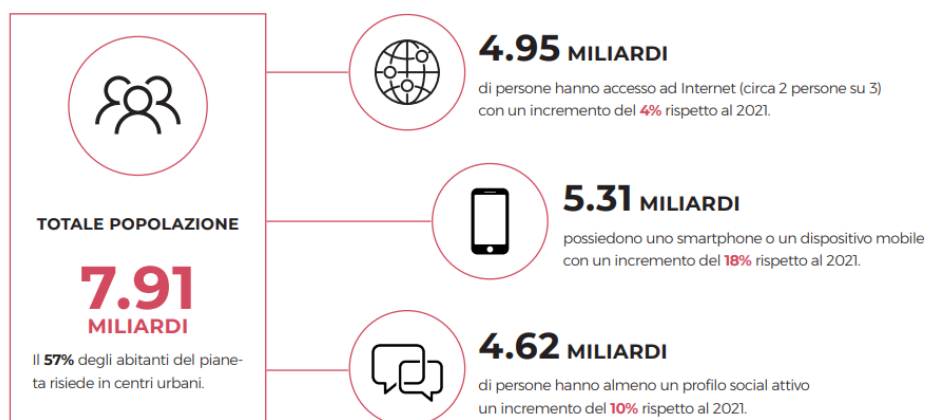 TOTALE POPOLAZIONE
7.91
MILIARDI
Il 57% degli abitanti del piane-
ta risiede in centri urbani.
4.95 MILIARDI
di persone hanno accesso ad Internet (circa 2 persone su 3)
con un incremento del 4% rispetto al 2021.
5.31 MILIARDI
possiedono uno smartphone o un dispositivo mobile
con un incremento del 18% rispetto al 2021.
4.62 MILIARDI
di persone hanno almeno un profilo social attivo
un incremento del 10% rispetto al 2021.